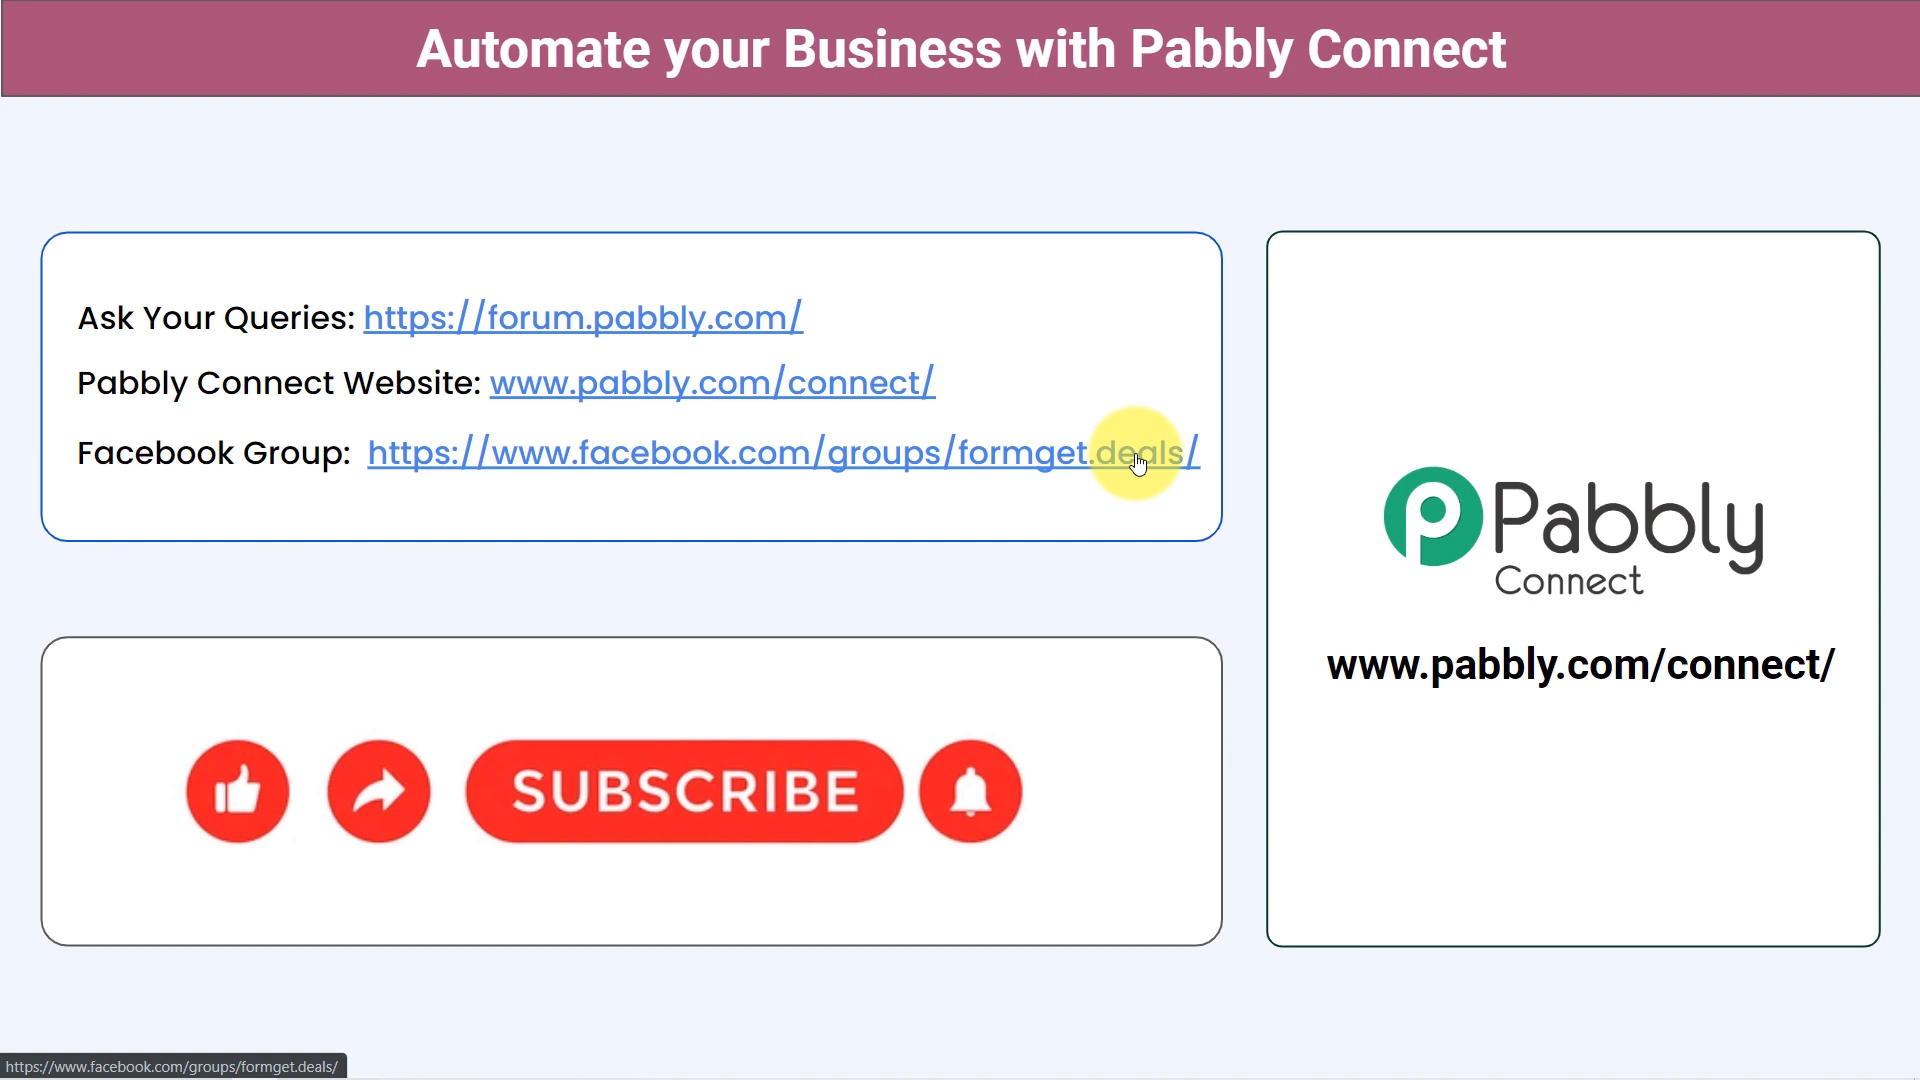 Automate your Business with Pabbly Connect
Ask Your Queries: https://forum.pabbly.com/
Pabbly Connect Website: www.pabbly.com/connect/
Facebook Group: https://www.facebook.com/groups/formget.deals/
Pabbly
Connect
www.pabbly.com/connect/
SUBSCRIBE
https://www.facebook.com/groups/formget.deals/